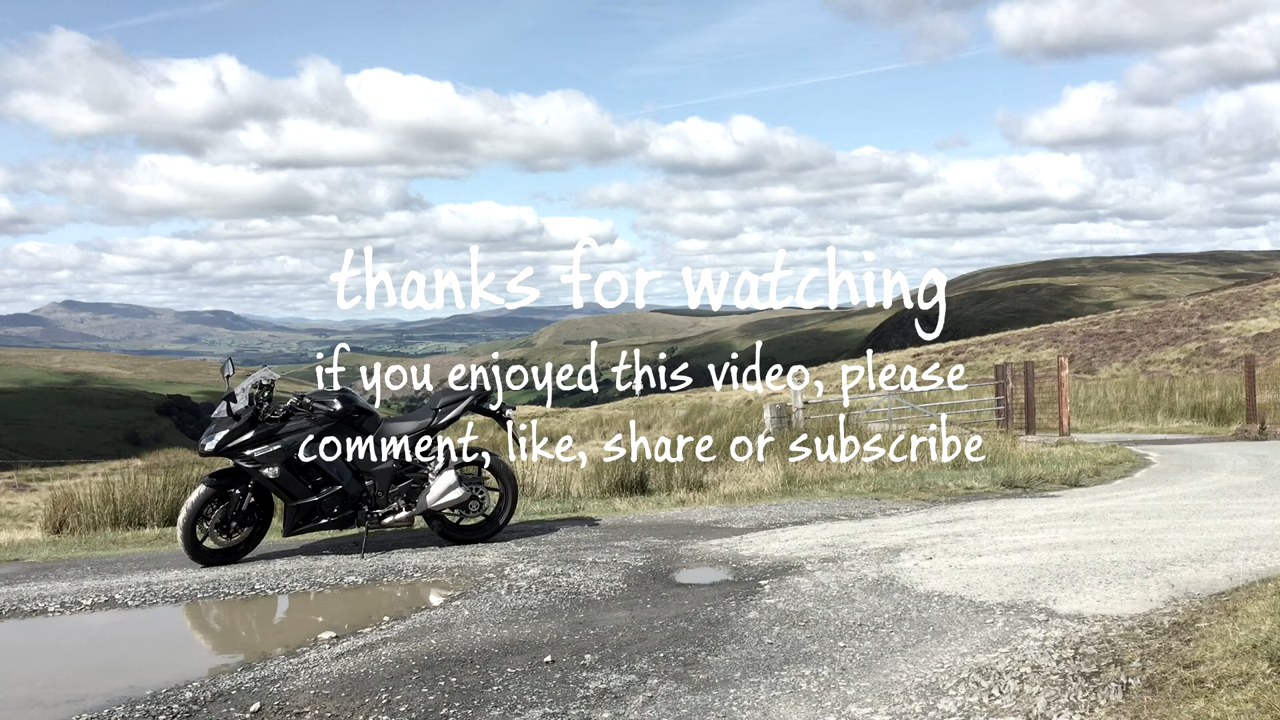 thanks for watching
if you enjoyed this video, please
comment, like, share or subscribe